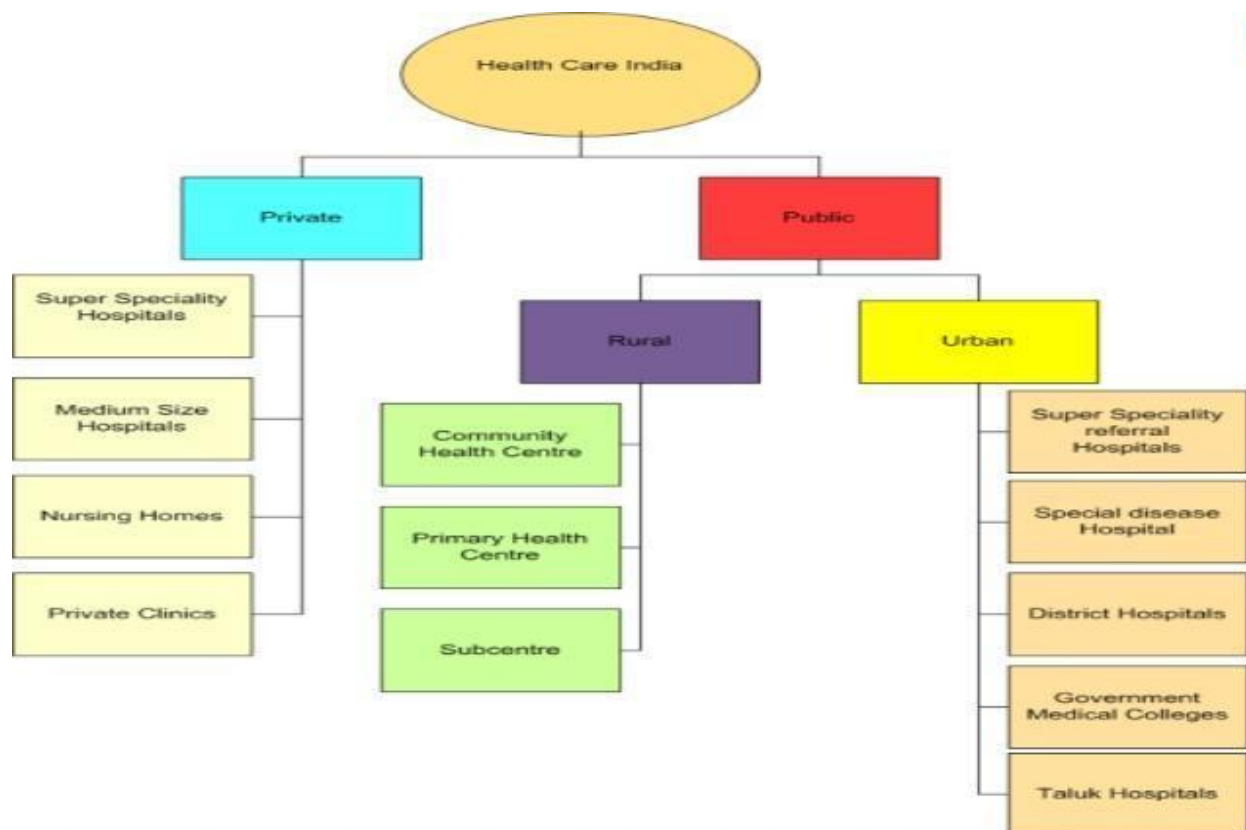 Health Care India
Private
Public
Super Speciality
Hospitals
Medium Size
Hospitals
Nursing Homes
Private Clinics
Rural
Urban
Community
Health Centre
Primary Health
Centre
Subcentre
Super Speciality
referral
Hospitals
Special disease
Hospital
District Hospitals
Government
Medical Colleges
Taluk Hospitals